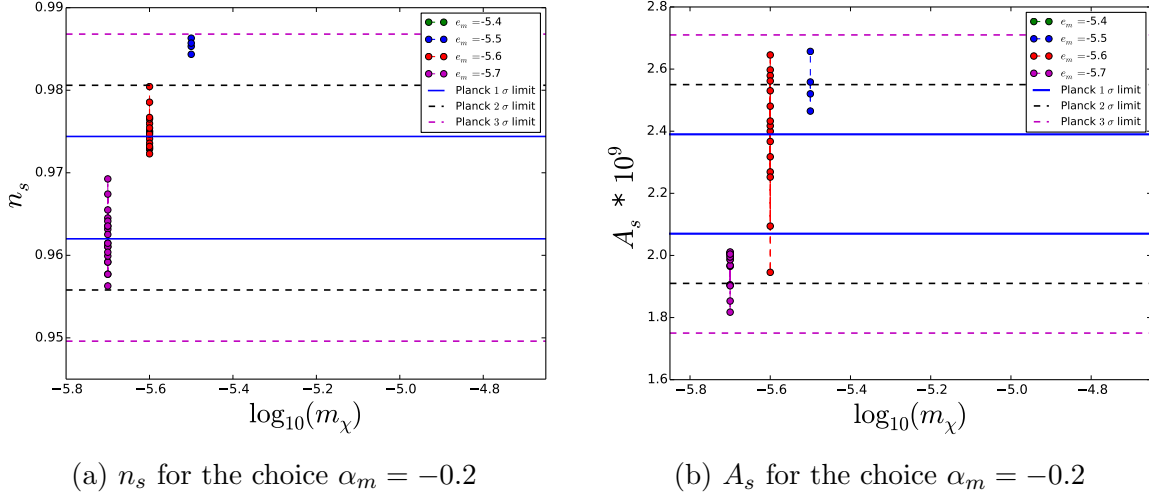 0.99
0.98
0.97
0.96
0.95
n_s
−5.8 −5.6 −5.4 −5.2 −5.0 −4.8
log₁₀(m_χ)
e_m =-5.4
e_m =-5.5
e_m =-5.6
e_m =-5.7
Planck 1 σ limit
Planck 2 σ limit
Planck 3 σ limit
(a) n_s for the choice α_m = −0.2
2.8
2.6
2.4
2.2
2.0
1.8
1.6
A_s * 10⁹
−5.8 −5.6 −5.4 −5.2 −5.0 −4.8
log₁₀(m_χ)
e_m =-5.4
e_m =-5.5
e_m =-5.6
e_m =-5.7
Planck 1 σ limit
Planck 2 σ limit
Planck 3 σ limit
(b) A_s for the choice α_m = −0.2